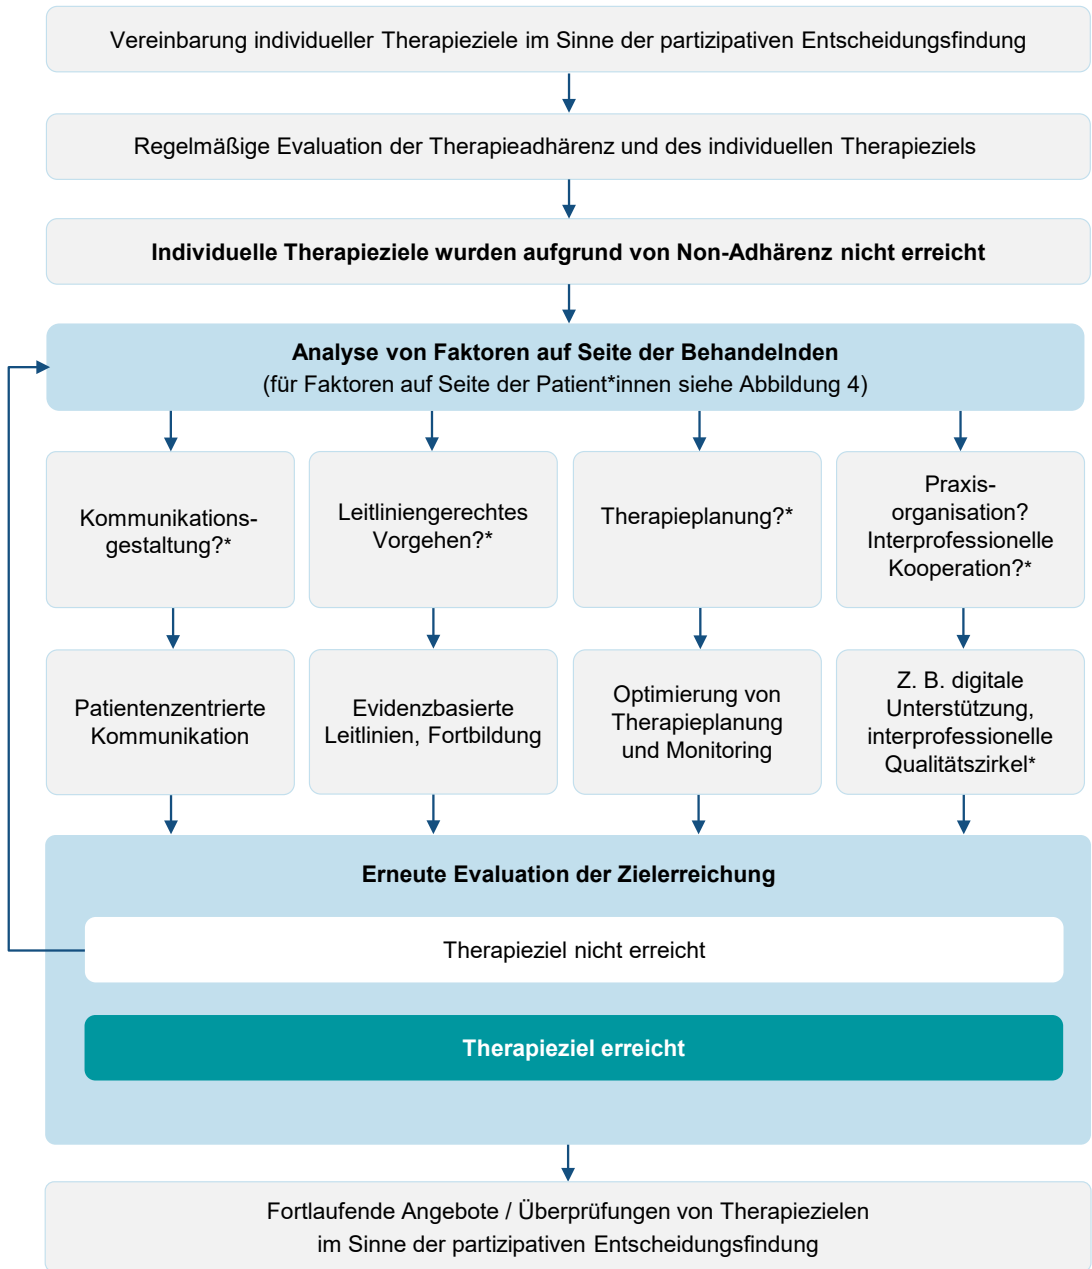 Vereinbarung individueller Therapieziele im Sinne der partizipativen Entscheidungsfindung
Regelmäßige Evaluation der Therapieadhärenz und des individuellen Therapieziels
Individuelle Therapieziele wurden aufgrund von Non-Adhärenz nicht erreicht
Analyse von Faktoren auf Seite der Behandelnden
(für Faktoren auf Seite der Patient*innen siehe Abbildung 4)
Kommunikations-
gestaltung?*
Leitliniengerechtes
Vorgehen?*
Therapieplanung?*
Praxis-
organisation?
Interprofessionelle
Kooperation?*
Patientenzentrierte
Kommunikation
Evidenzbasierte
Leitlinien, Fortbildung
Optimierung von
Therapieplanung
und Monitoring
Z. B. digitale
Unterstützung,
interprofessionelle
Qualitätszirkel*
Erneute Evaluation der Zielerreichung
Therapieziel nicht erreicht
Therapieziel erreicht
Fortlaufende Angebote / Überprüfungen von Therapiezielen
im Sinne der partizipativen Entscheidungsfindung